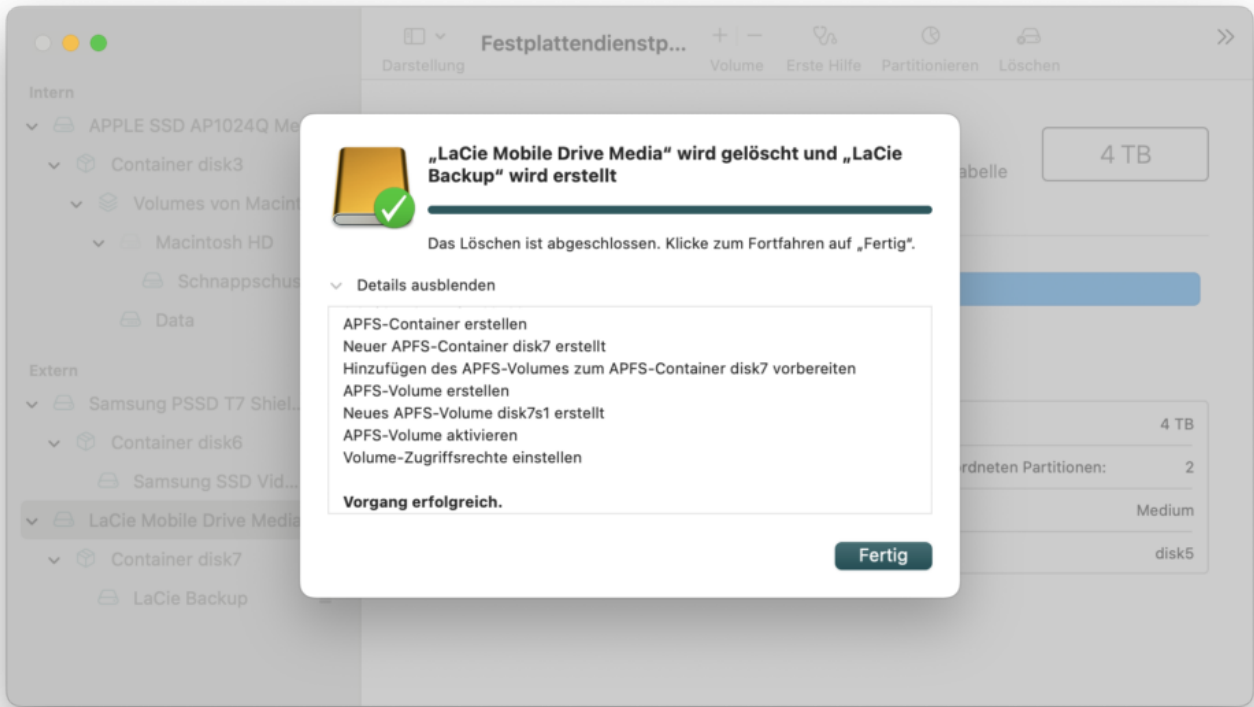 Festplattendienstp...
Darstellung
Volume
Erste Hilfe
Partitionieren
Löschen
Intern
APPLE SSD AP1024Q Me
Container disk3
Volumes von Macint
Macintosh HD
Schnappschus
Data
Extern
Samsung PSSD T7 Shiel...
Container disk6
Samsung SSD Vid...
LaCie Mobile Drive Media
Container disk7
LaCie Backup
„LaCie Mobile Drive Media“ wird gelöscht und „LaCie
Backup“ wird erstellt
Das Löschen ist abgeschlossen. Klicke zum Fortfahren auf „Fertig“.
Details ausblenden
APFS-Container erstellen
Neuer APFS-Container disk7 erstellt
Hinzufügen des APFS-Volumes zum APFS-Container disk7 vorbereiten
APFS-Volume erstellen
Neues APFS-Volume disk7s1 erstellt
APFS-Volume aktivieren
Volume-Zugriffsrechte einstellen
Vorgang erfolgreich.
Fertig
abelle
4 TB
4 TB
rdneten Partitionen: 2
Medium
disk5